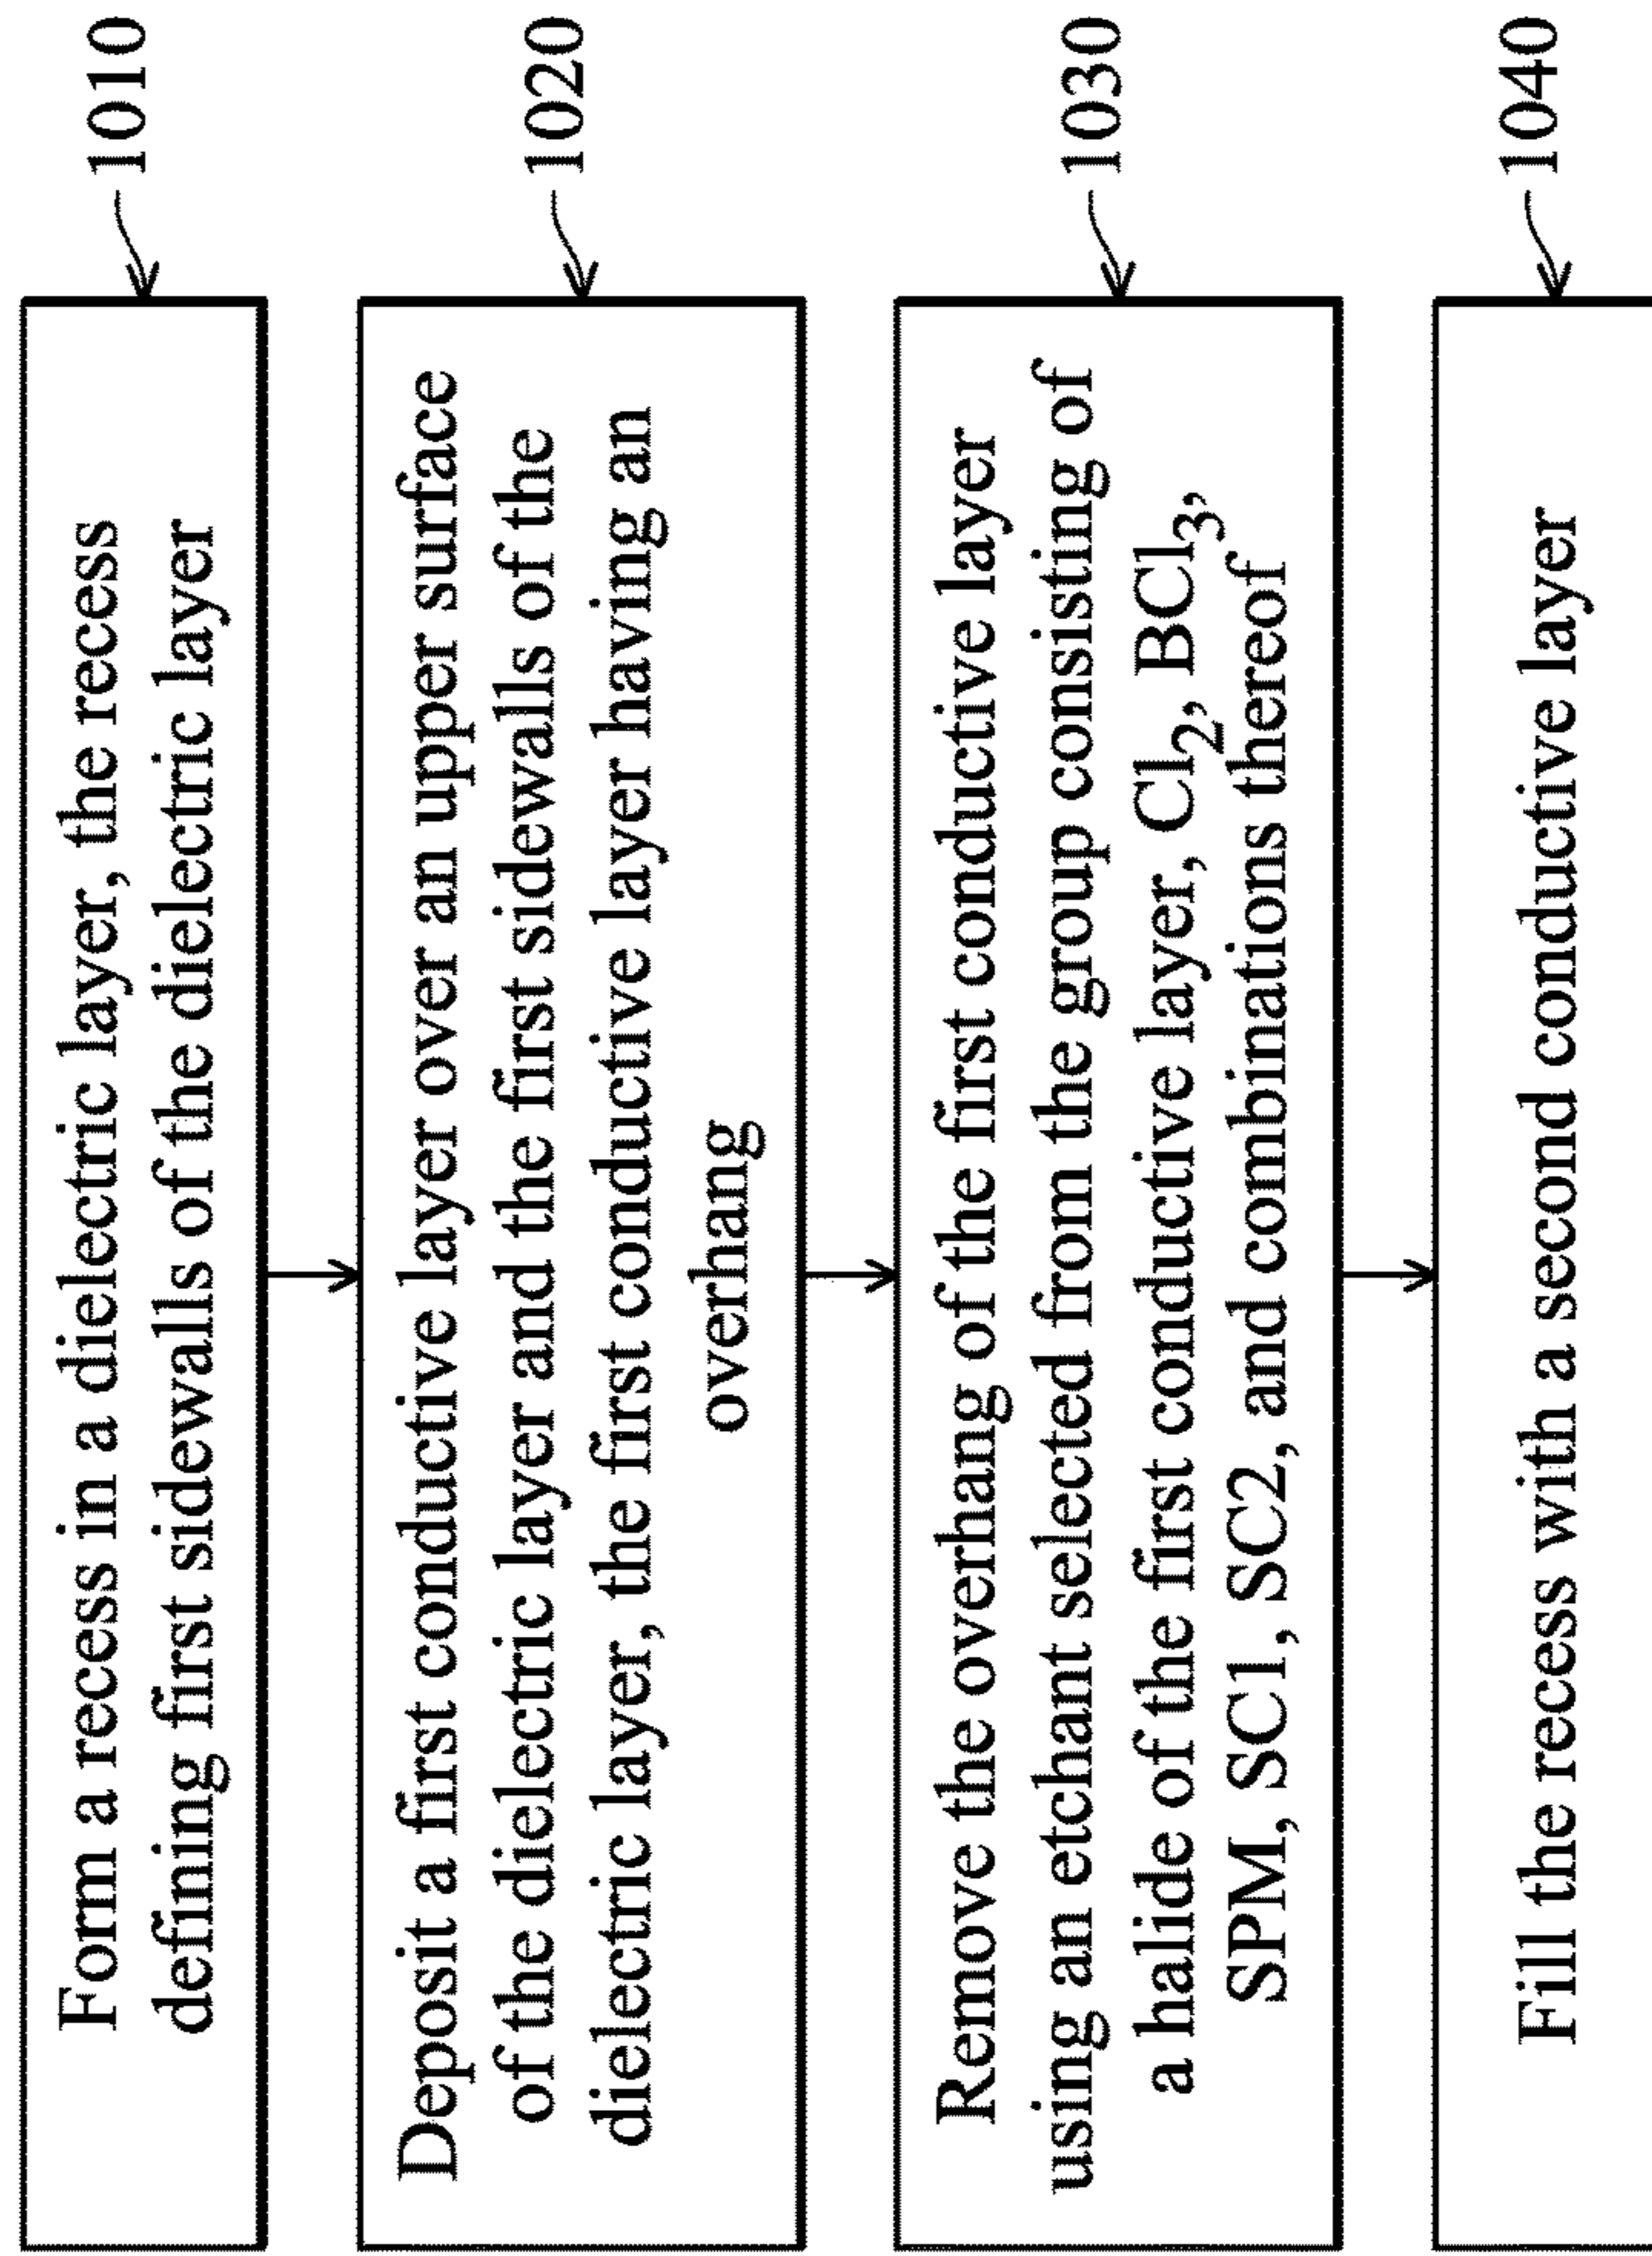 Form a recess in a dielectric layer, the recess
defining first sidewalls of the dielectric layer
1010
Deposit a first conductive layer over an upper surface
of the dielectric layer and the first sidewalls of the
dielectric layer, the first conductive layer having an
overhang
1020
Remove the overhang of the first conductive layer
using an etchant selected from the group consisting of
a halide of the first conductive layer, Cl₂, BCl₃,
SPM, SC1, SC2, and combinations thereof
1030
Fill the recess with a second conductive layer
1040